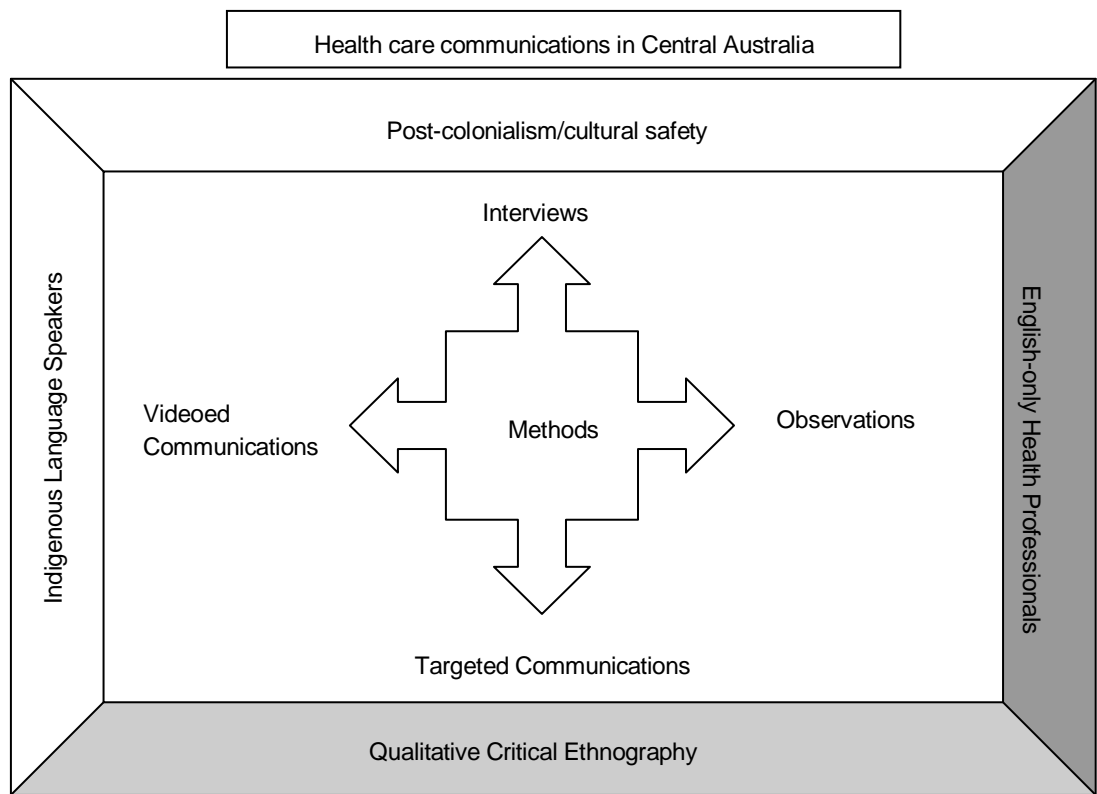 Health care communications in Central Australia
Post-colonialism/cultural safety
Interviews
Indigenous Language Speakers
Videoed
Communications
Methods
Observations
English-only Health Professionals
Targeted Communications
Qualitative Critical Ethnography